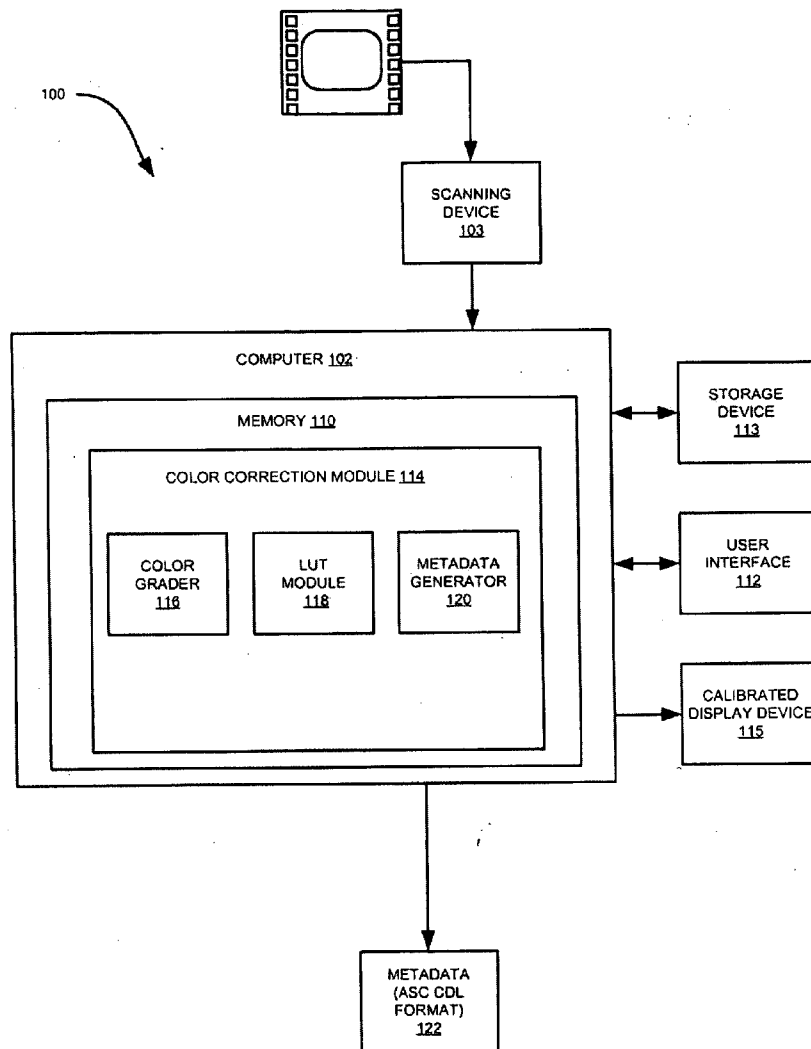 100
SCANNING
DEVICE
103
COMPUTER 102
MEMORY 110
COLOR CORRECTION MODULE 114
COLOR
GRADER
116
LUT
MODULE
118
METADATA
GENERATOR
120
STORAGE
DEVICE
113
USER
INTERFACE
112
CALIBRATED
DISPLAY DEVICE
115
METADATA
(ASC CDL
FORMAT)
122